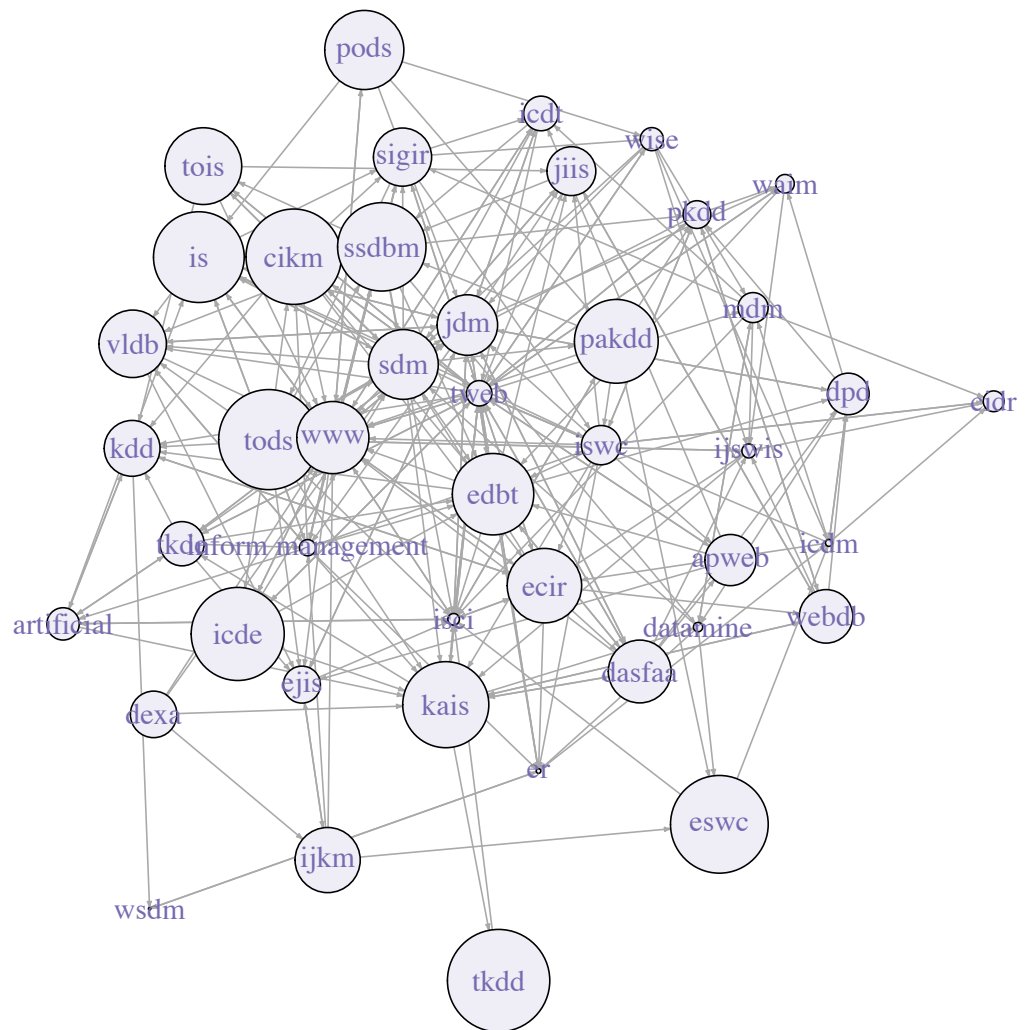 pods
icdt
wise
sigir
tois
jiis
waim
pkdd
ssdbm
is
cikm
mdm
jdm
pakdd
vldb
sdm
tweb
dpd
cidr
www
tods
kdd
iswc
ijswis
edbt
tkde
inform management
icdm
apweb
ecir
isci
artificial
icde
datamine
webdb
dasfaa
ejis
kais
dexa
er
eswc
ijkm
wsdm
tkdd